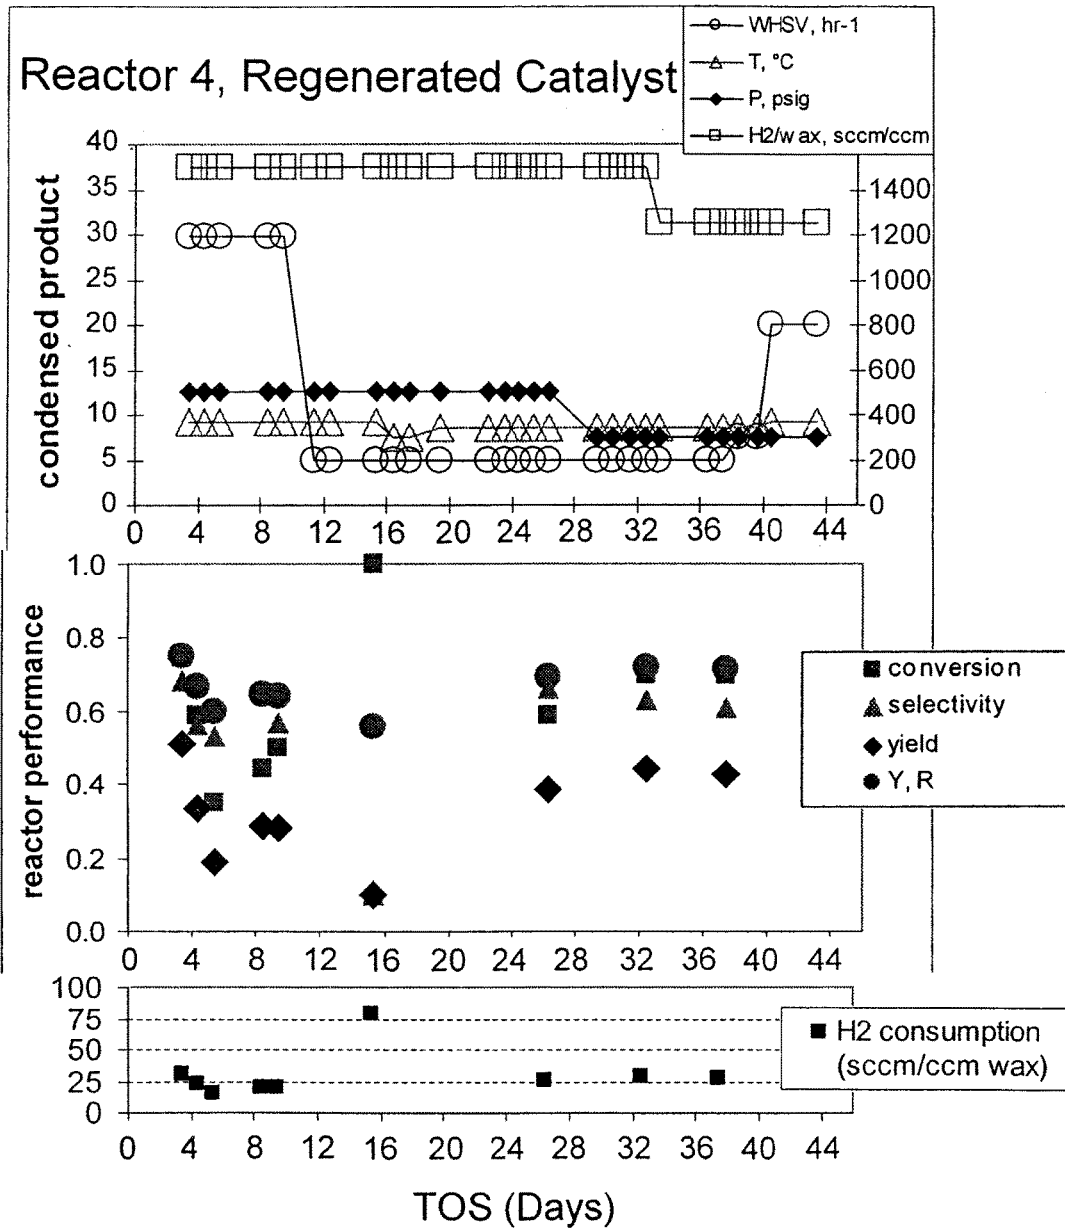 WHSV, hr-1
Reactor 4, Regenerated Catalyst
T, °C
P, psig
H2/wax, sccm/ccm
40
35
30
25
20
15
10
5
0
condensed product
1400
1200
1000
800
600
400
200
0
0 4 8 12 16 20 24 28 32 36 40 44
1.0
0.8
0.6
0.4
0.2
0.0
reactor performance
conversion
selectivity
yield
Y, R
0 4 8 12 16 20 24 28 32 36 40 44
100
75
50
25
0
H2 consumption
(sccm/ccm wax)
0 4 8 12 16 20 24 28 32 36 40 44
TOS (Days)